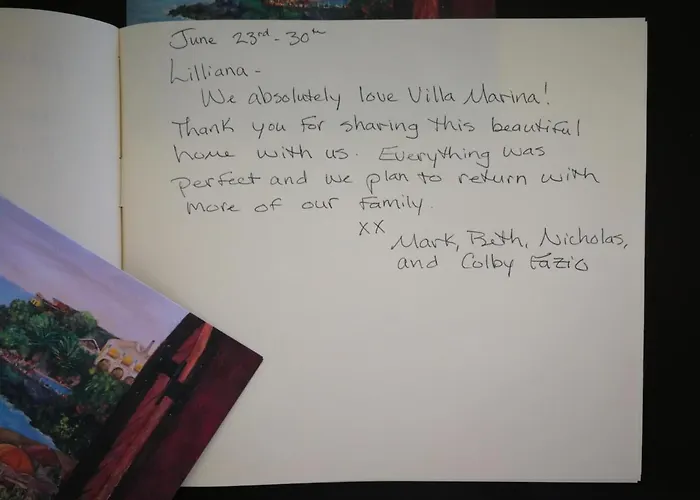 June 23rd - 30th
Lilliana -
We absolutely love Villa Marina!
Thank you for sharing this beautiful
home with us. Everything was
perfect and we plan to return with
more of our family.
XX
Mark, Beth, Nicholas,
and Colby Fazio